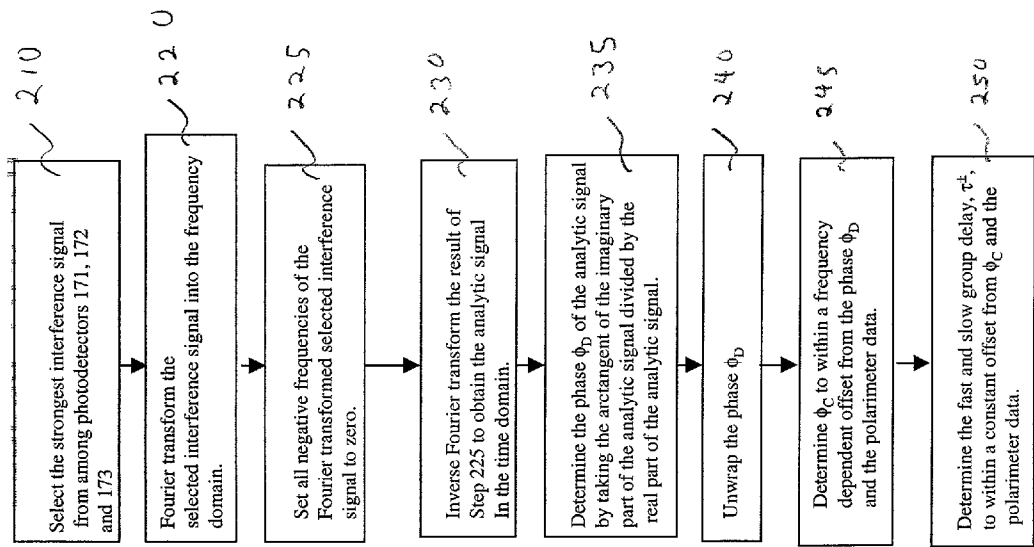 210
Select the strongest interference signal
from among photodetectors 171, 172
and 173
220
Fourier transform the
selected interference signal into the frequency
domain.
225
Set all negative frequencies of the
Fourier transformed selected interference
signal to zero.
230
Inverse Fourier transform the result of
Step 225 to obtain the analytic signal
In the time domain.
235
Determine the phase ϕD of the analytic signal
by taking the arctangent of the imaginary
part of the analytic signal divided by the
real part of the analytic signal.
240
Unwrap the phase ϕD
245
Determine ϕC to within a frequency
dependent offset from the phase ϕD
and the polarimeter data.
250
Determine the fast and slow group delay, τ±,
to within a constant offset from ϕC and the
polarimeter data.